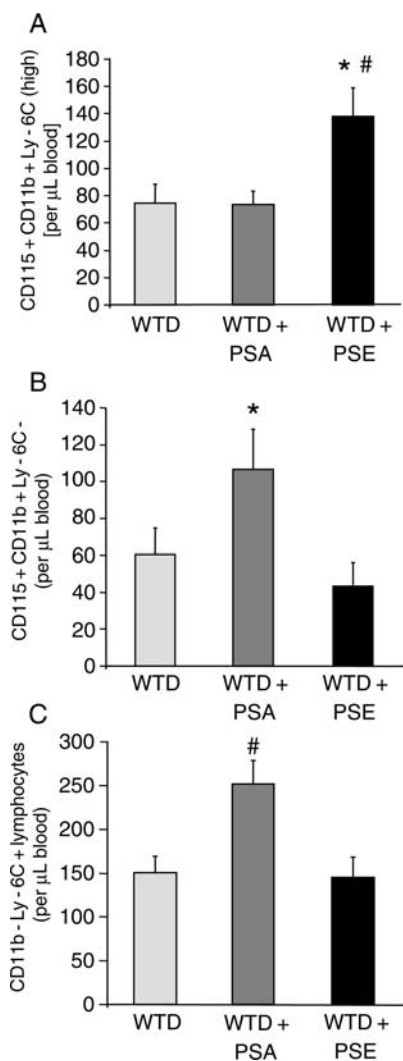 A
CD115 + CD11b + Ly - 6C (high)
[per µL blood]
180
160
140
120
100
80
60
40
20
0
* #
WTD
WTD +
PSA
WTD +
PSE
B
CD115 + CD11b + Ly - 6C -
(per µL blood)
140
120
100
80
60
40
20
0
*
WTD
WTD +
PSA
WTD +
PSE
C
CD11b - Ly - 6C + lymphocytes
(per µL blood)
300
250
200
150
100
50
0
#
WTD
WTD +
PSA
WTD +
PSE